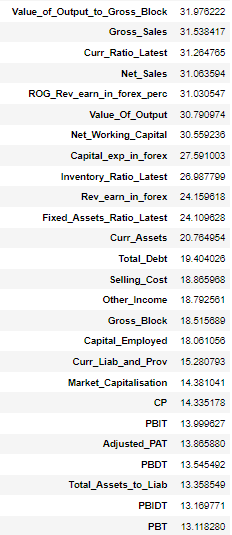 Value_of_Output_to_Gross_Block 31.976222
Gross_Sales 31.538417
Curr_Ratio_Latest 31.264765
Net_Sales 31.063594
ROG_Rev_earn_in_forex_perc 31.030547
Value_Of_Output 30.790974
Net_Working_Capital 30.559236
Capital_exp_in_forex 27.591003
Inventory_Ratio_Latest 26.987799
Rev_earn_in_forex 24.159618
Fixed_Assets_Ratio_Latest 24.109628
Curr_Assets 20.764954
Total_Debt 19.404026
Selling_Cost 18.865968
Other_Income 18.792561
Gross_Block 18.515689
Capital_Employed 18.061056
Curr_Liab_and_Prov 15.280793
Market_Capitalisation 14.381041
CP 14.335178
PBIT 13.999627
Adjusted_PAT 13.865880
PBDT 13.545492
Total_Assets_to_Liab 13.358549
PBIDT 13.169771
PBT 13.118280